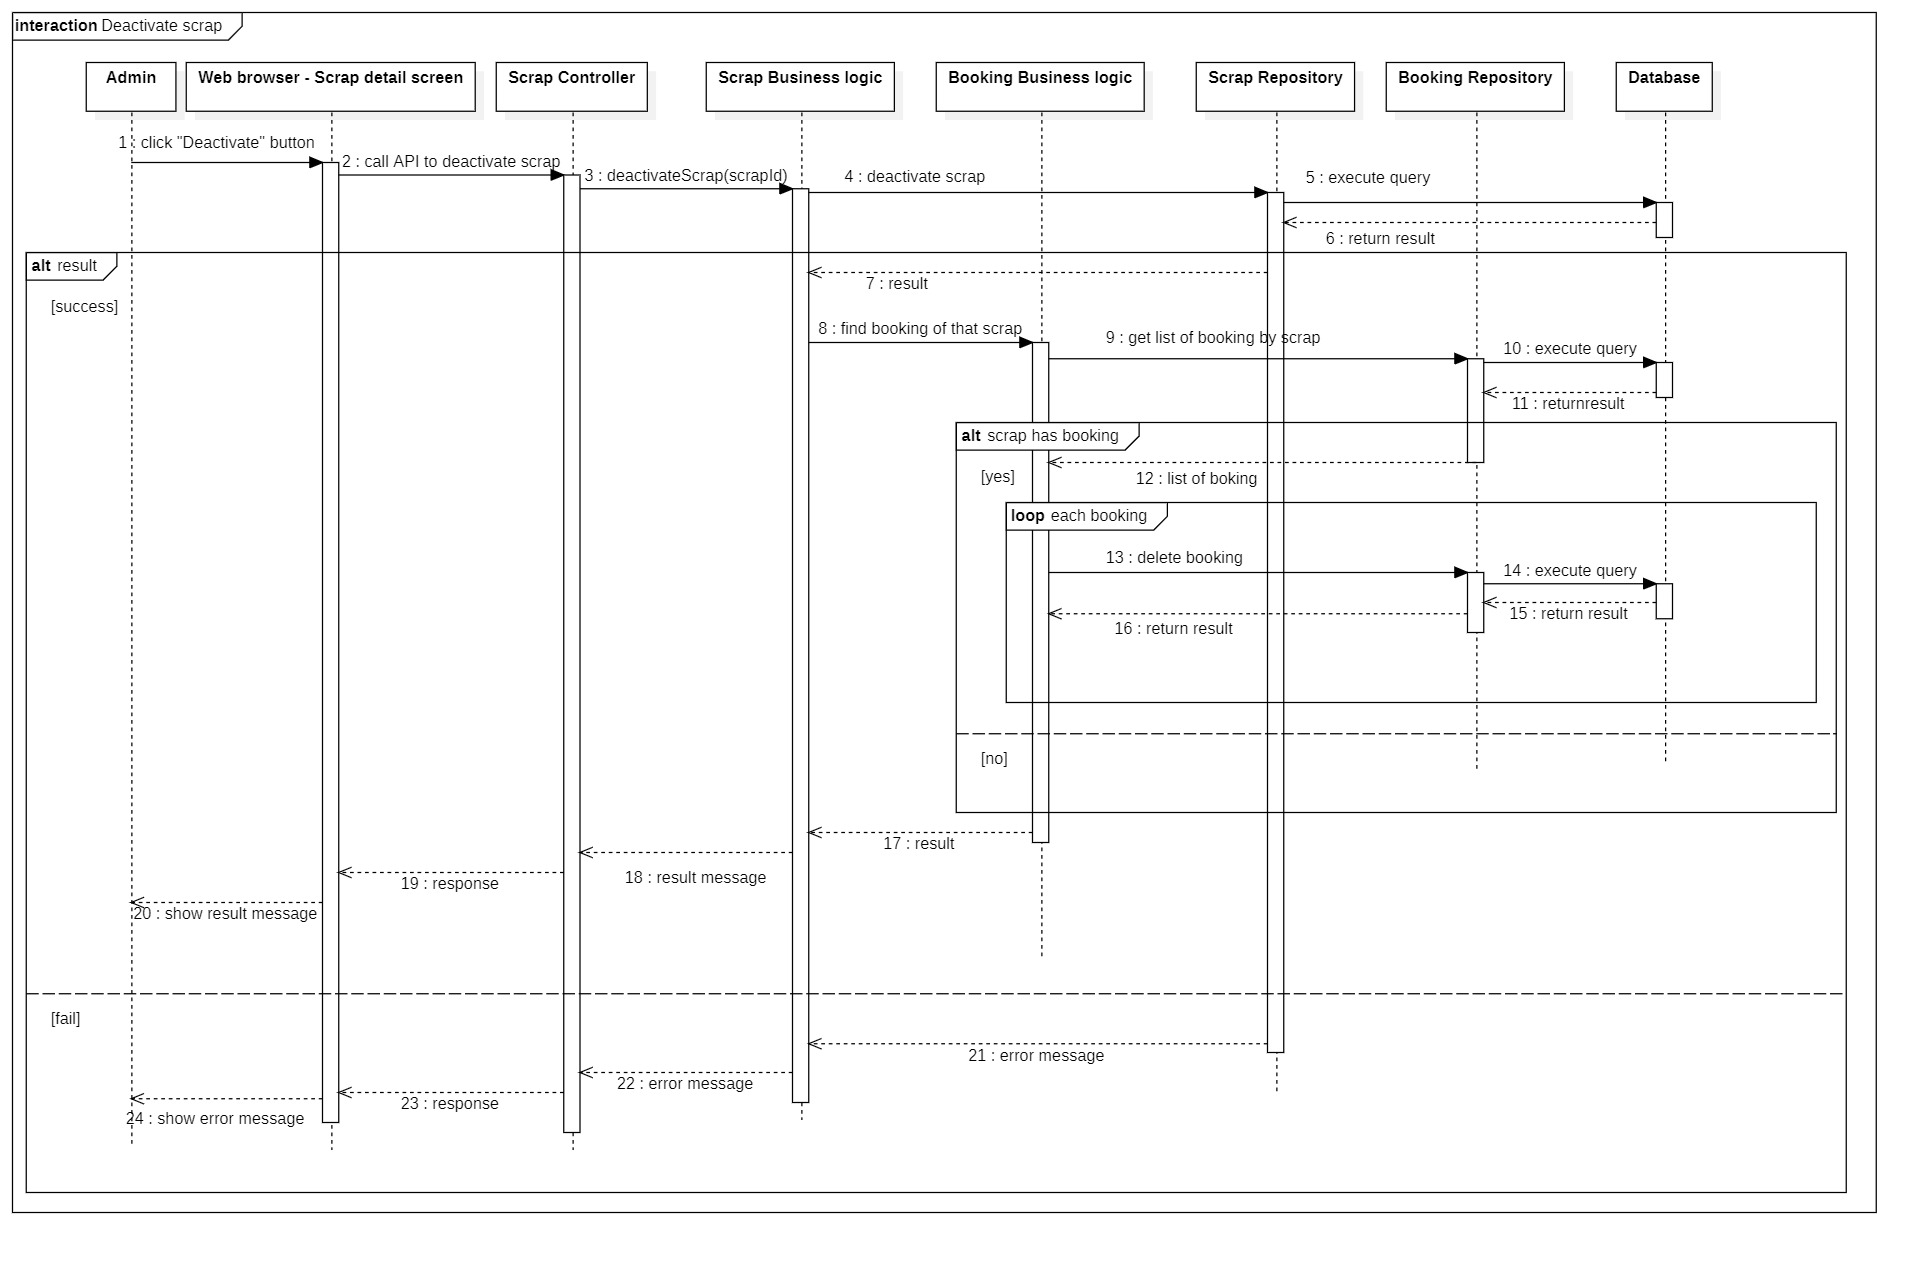 interaction Deactivate scrap
Admin
Web browser - Scrap detail screen
Scrap Controller
Scrap Business logic
Booking Business logic
Scrap Repository
Booking Repository
Database
1 : click "Deactivate" button
2 : call API to deactivate scrap
3 : deactivateScrap(scrapId)
4 : deactivate scrap
5 : execute query
6 : return result
alt result
7 : result
[success]
8 : find booking of that scrap
9 : get list of booking by scrap
10 : execute query
11 : returnresult
alt scrap has booking
[yes]
12 : list of boking
loop each booking
13 : delete booking
14 : execute query
15 : return result
16 : return result
[no]
17 : result
18 : result message
19 : response
20 : show result message
[fail]
21 : error message
22 : error message
23 : response
24 : show error message